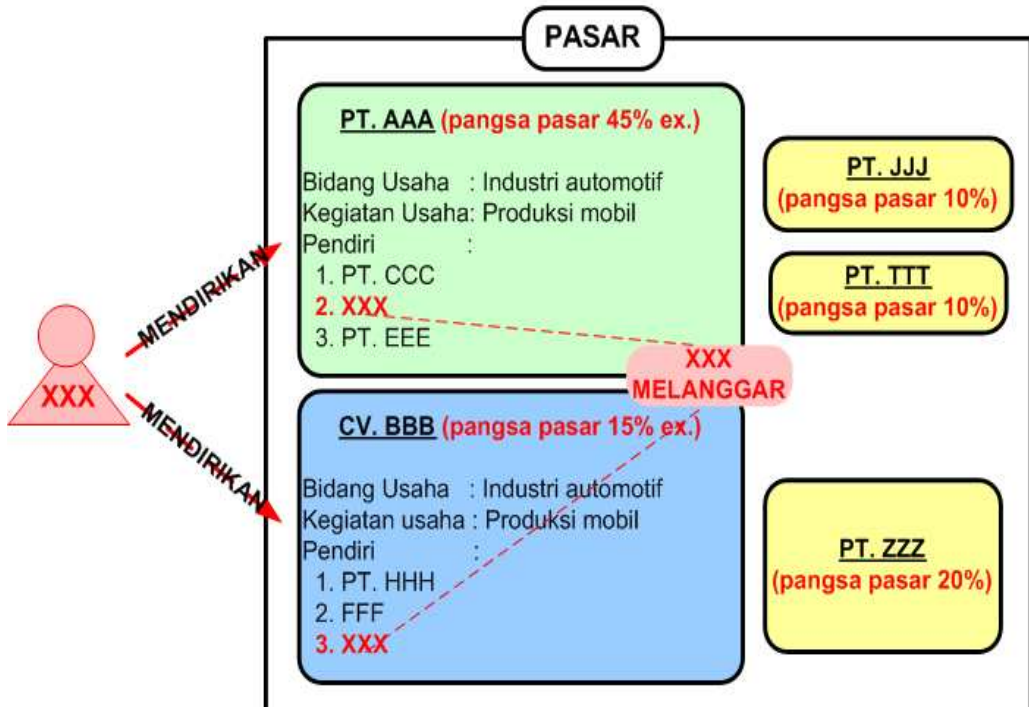 PASAR
PT. AAA (pangsa pasar 45% ex.)
Bidang Usaha : Industri automotif
Kegiatan Usaha: Produksi mobil
Pendiri :
1. PT. CCC
2. XXX
3. PT. EEE
PT. JJJ
(pangsa pasar 10%)
PT. TTT
(pangsa pasar 10%)
MENDIRIKAN
XXX
MENDIRIKAN
XXX
MELANGGAR
CV. BBB (pangsa pasar 15% ex.)
Bidang Usaha : Industri automotif
Kegiatan usaha : Produksi mobil
Pendiri :
1. PT. HHH
2. FFF
3. XXX
PT. ZZZ
(pangsa pasar 20%)